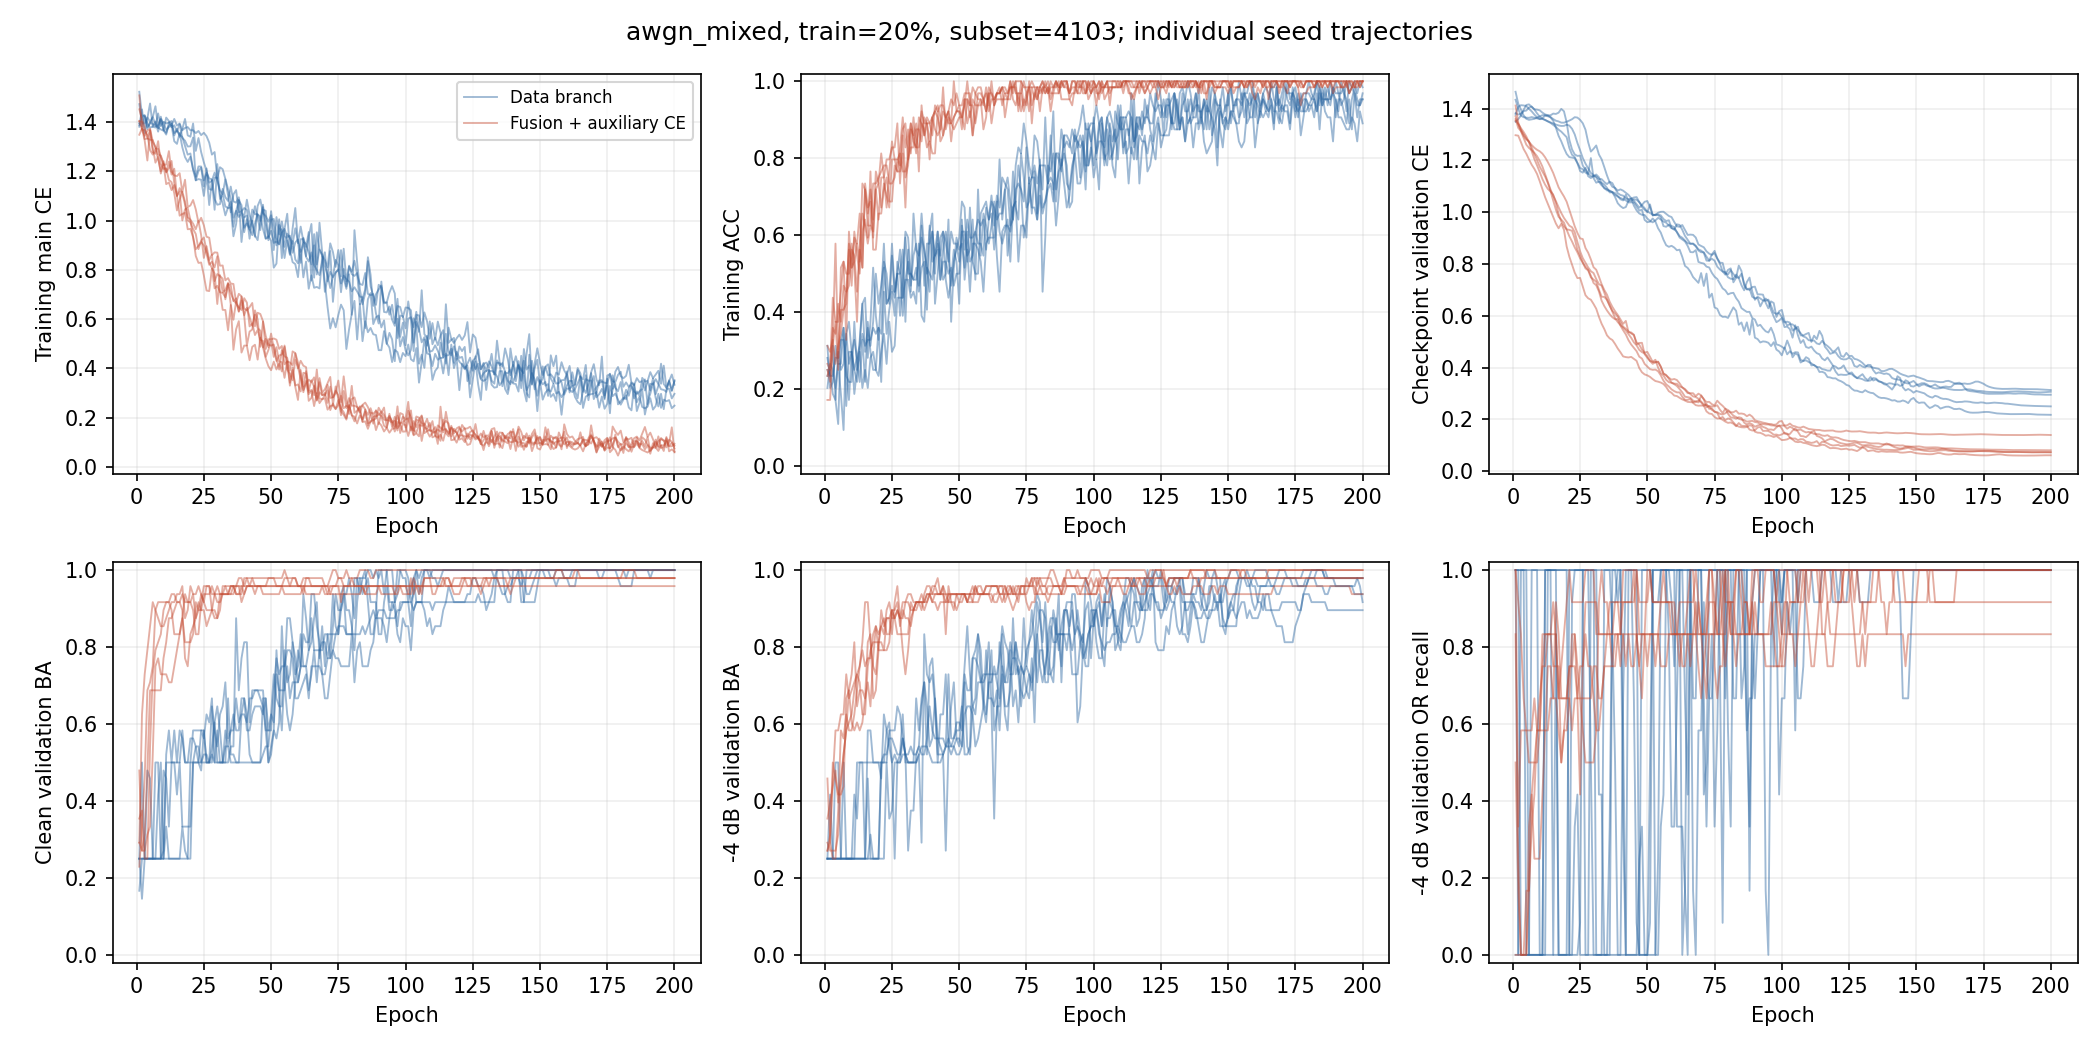 awgn_mixed, train=20%, subset=4103; individual seed trajectories
Training main CE
1.4
1.2
1.0
0.8
0.6
0.4
0.2
0.0
Data branch
Fusion + auxiliary CE
0 25 50 75 100 125 150 175 200
Epoch
Training ACC
1.0
0.8
0.6
0.4
0.2
0.0
0 25 50 75 100 125 150 175 200
Epoch
Checkpoint validation CE
1.4
1.2
1.0
0.8
0.6
0.4
0.2
0.0
0 25 50 75 100 125 150 175 200
Epoch
Clean validation BA
1.0
0.8
0.6
0.4
0.2
0.0
0 25 50 75 100 125 150 175 200
Epoch
-4 dB validation BA
1.0
0.8
0.6
0.4
0.2
0.0
0 25 50 75 100 125 150 175 200
Epoch
-4 dB validation OR recall
1.0
0.8
0.6
0.4
0.2
0.0
0 25 50 75 100 125 150 175 200
Epoch